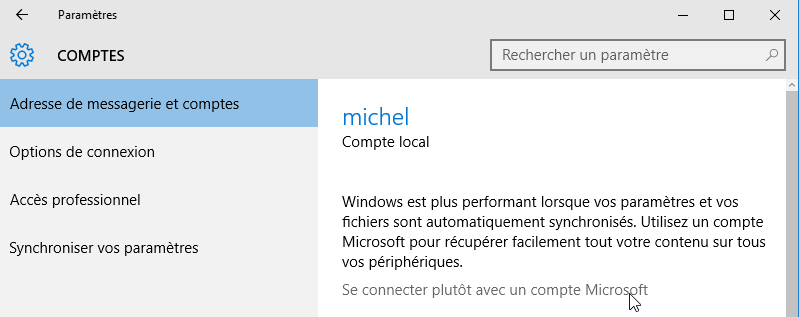 Paramètres
COMPTES
Rechercher un paramètre
Adresse de messagerie et comptes
Options de connexion
Accès professionnel
Synchroniser vos paramètres
michel
Compte local
Windows est plus performant lorsque vos paramètres et vos
fichiers sont automatiquement synchronisés. Utilisez un compte
Microsoft pour récupérer facilement tout votre contenu sur tous
vos périphériques.
Se connecter plutôt avec un compte Microsoft